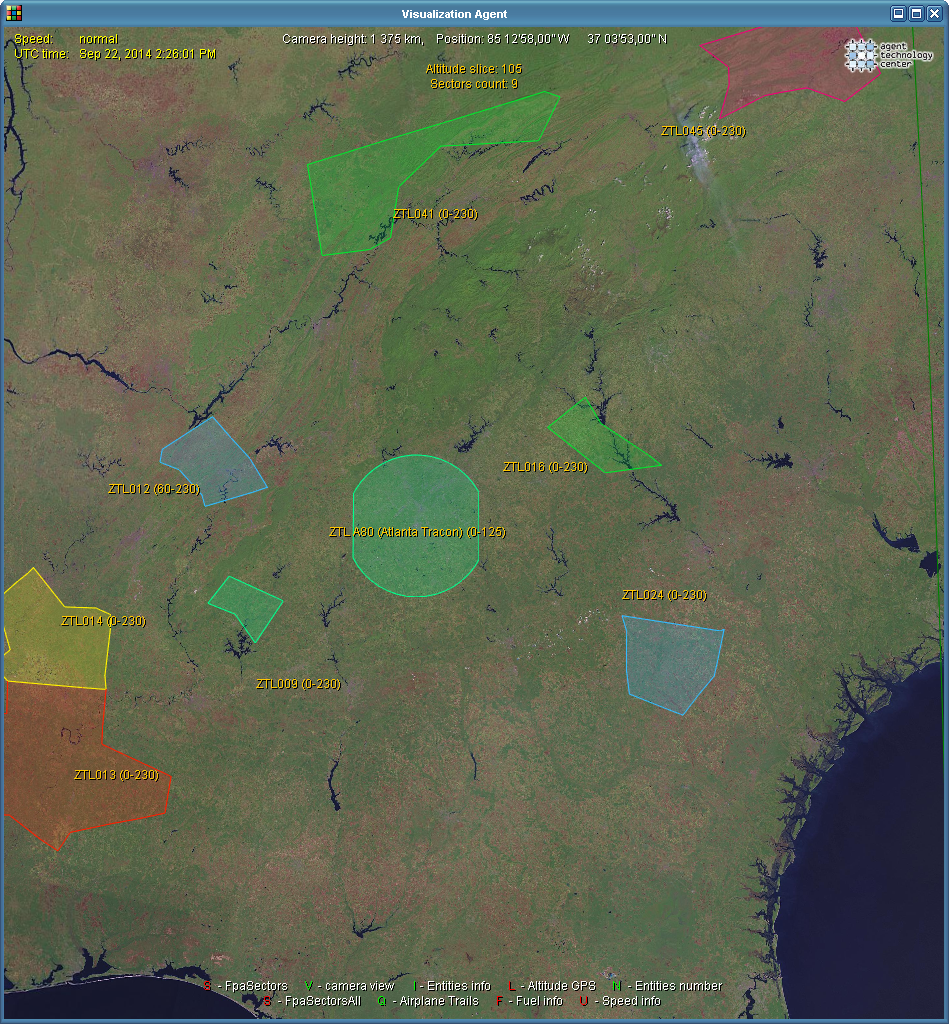 Visualization Agent
Speed: normal
Camera height: 1 375 km, Position: 85 12'58,00" W 37 03'53,00" N
UTC time: Sep 22, 2014 2:26:01 PM
agent
technology
center
Altitude slice: 105
Sectors count: 9
ZTL045 (0-230)
ZTL041 (0-230)
ZTL016 (0-230)
ZTL012 (60-230)
ZTL A80 (Atlanta Tracon) (0-125)
ZTL024 (0-230)
ZTL014 (0-230)
ZTL009 (0-230)
ZTL013 (0-230)
S - FpaSectors V - camera view I - Entities info L - Altitude GPS N - Entities number
S - FpaSectorsAll Q - Airplane Trails F - Fuel info U - Speed info